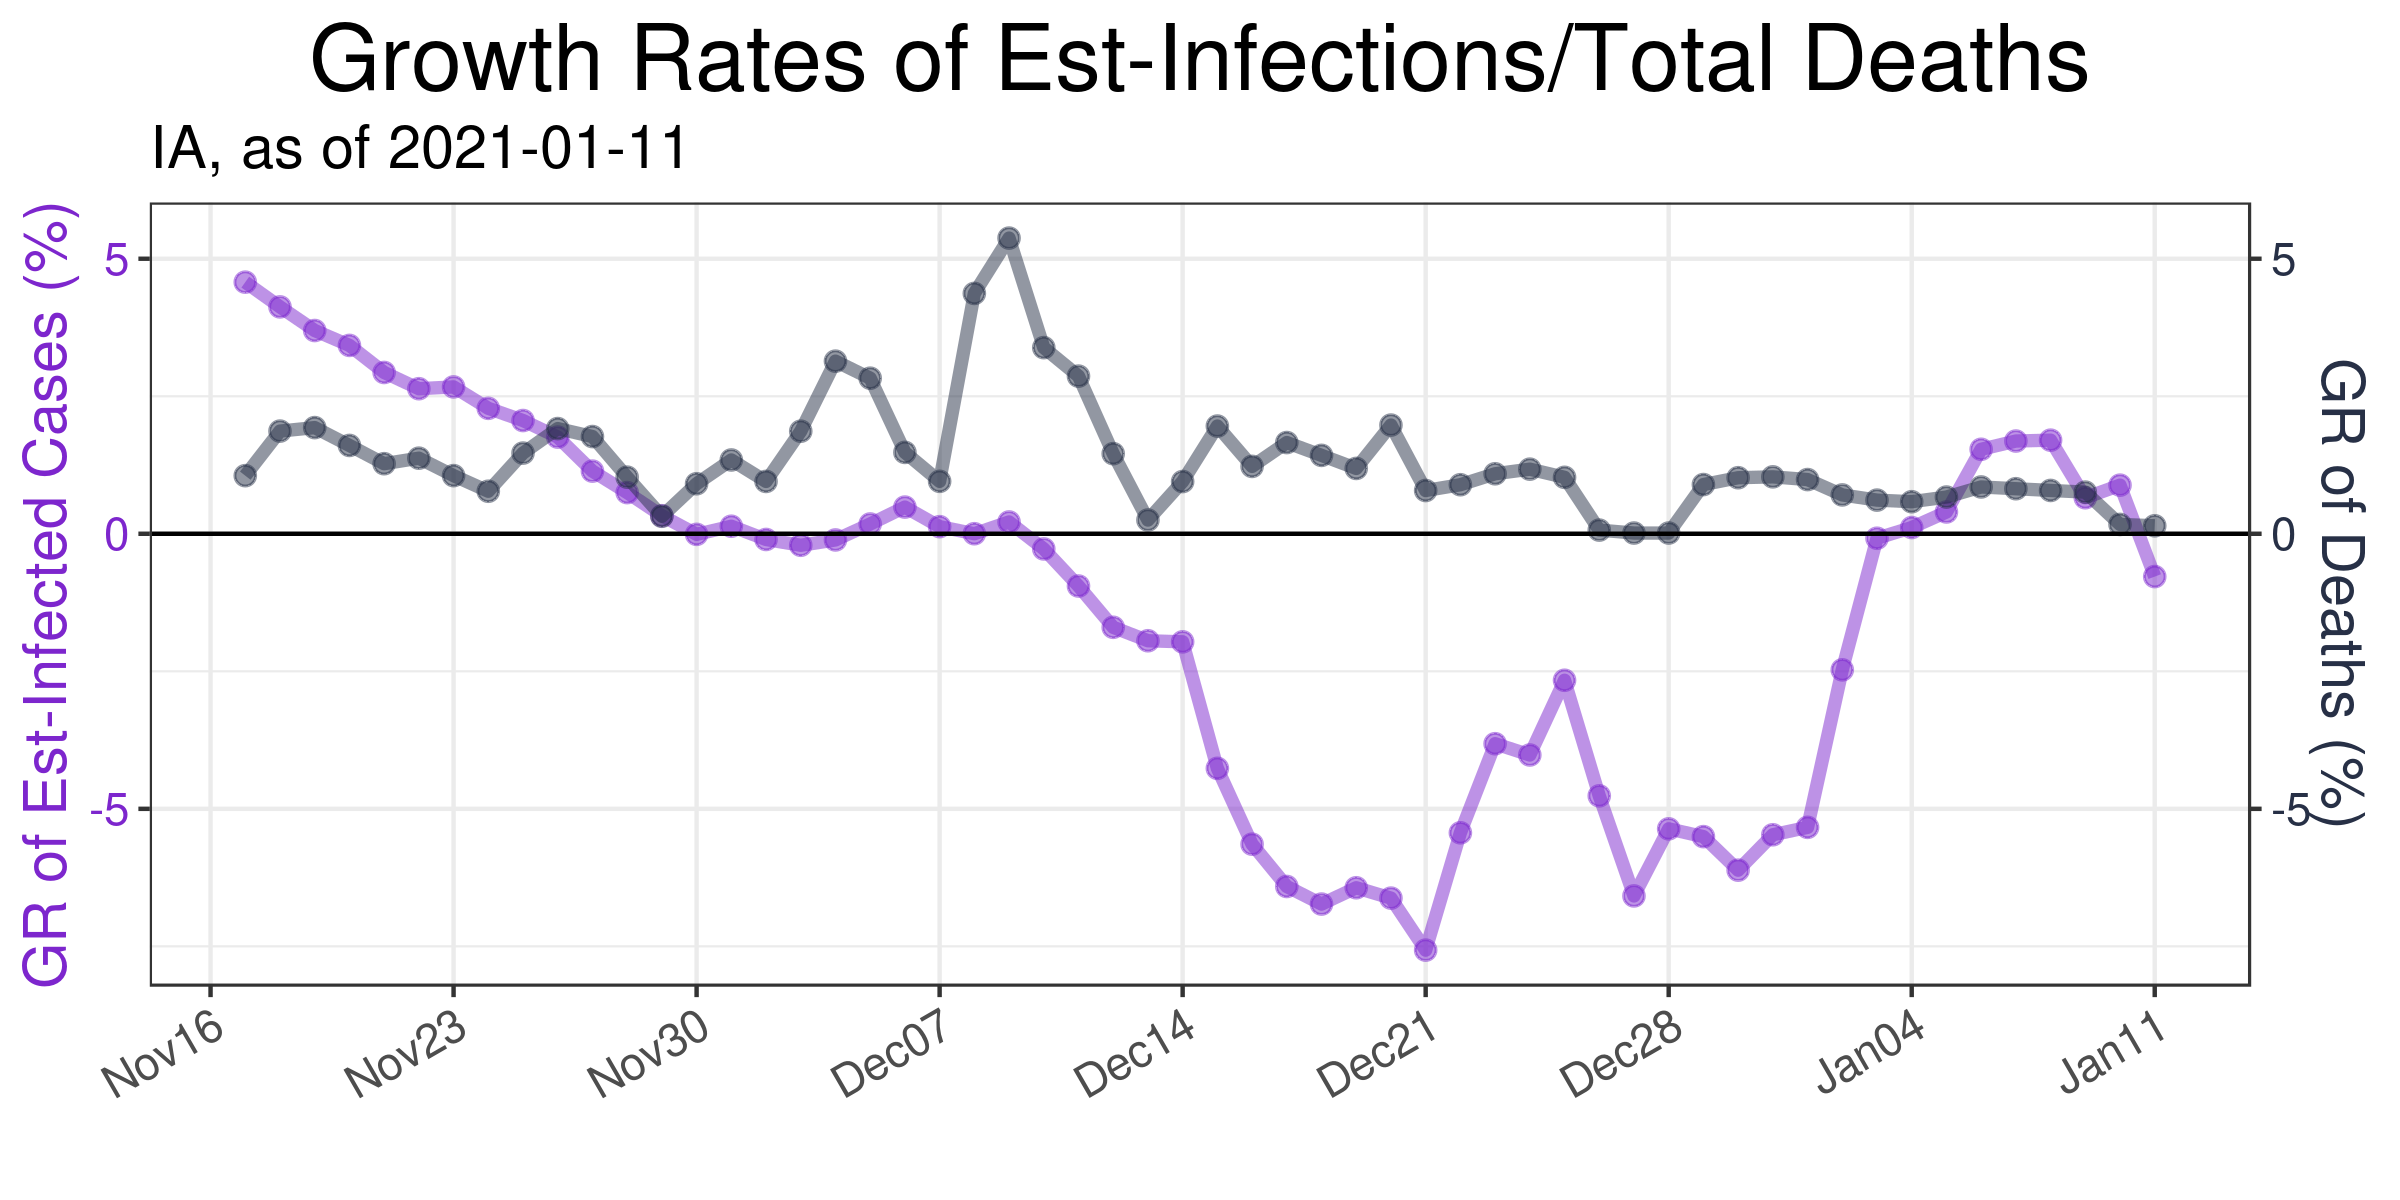 Growth Rates of Est-Infections/Total Deaths
IA, as of 2021-01-11
GR of Est-Infected Cases (%)
5
0
-5
5
0
-5
GR of Deaths (%)
Nov16
Nov23
Nov30
Dec07
Dec14
Dec21
Dec28
Jan04
Jan11